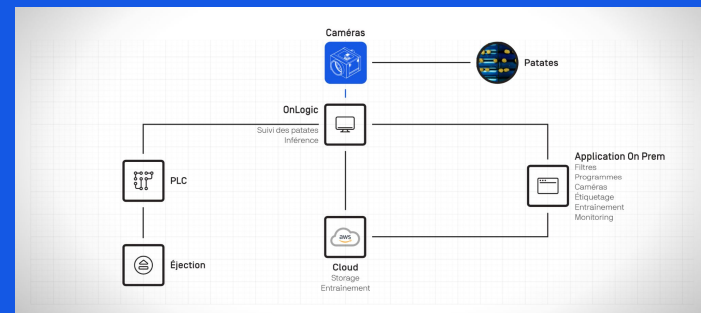 Caméras
Patates
OnLogic
Suivi des patates
Inférence
PLC
Application On Prem
Filtres
Programmes
Caméras
Étiquetage
Entraînement
Monitoring
aws
Éjection
Cloud
Storage
Entraînement